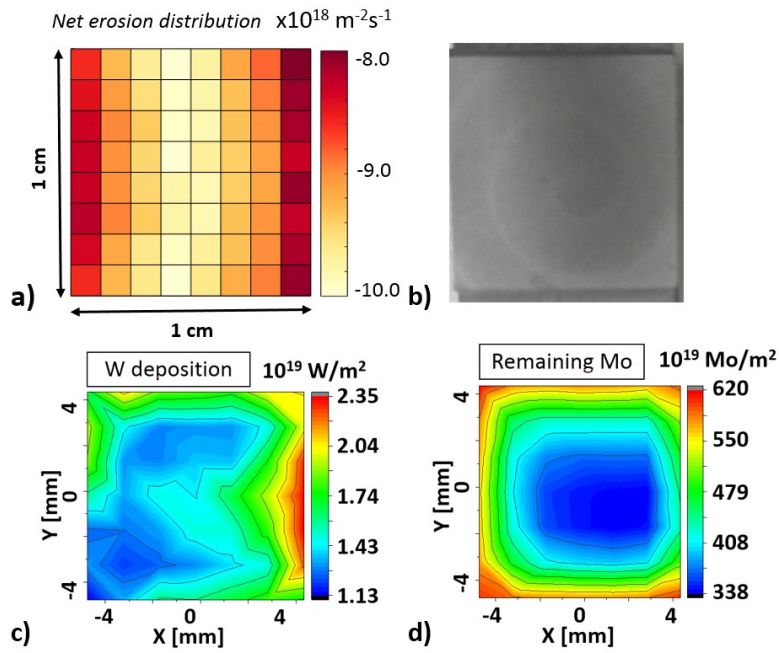 Net erosion distribution x10¹⁸ m⁻²s⁻¹
-8.0
-9.0
-10.0
1 cm
1 cm
a)
b)
W deposition 10¹⁹ W/m²
2.35
2.04
1.74
1.43
1.13
4
0
-4
Y [mm]
-4 0 4
X [mm]
c)
Remaining Mo 10¹⁹ Mo/m²
620
550
479
408
338
4
0
-4
Y [mm]
-4 0 4
X [mm]
d)